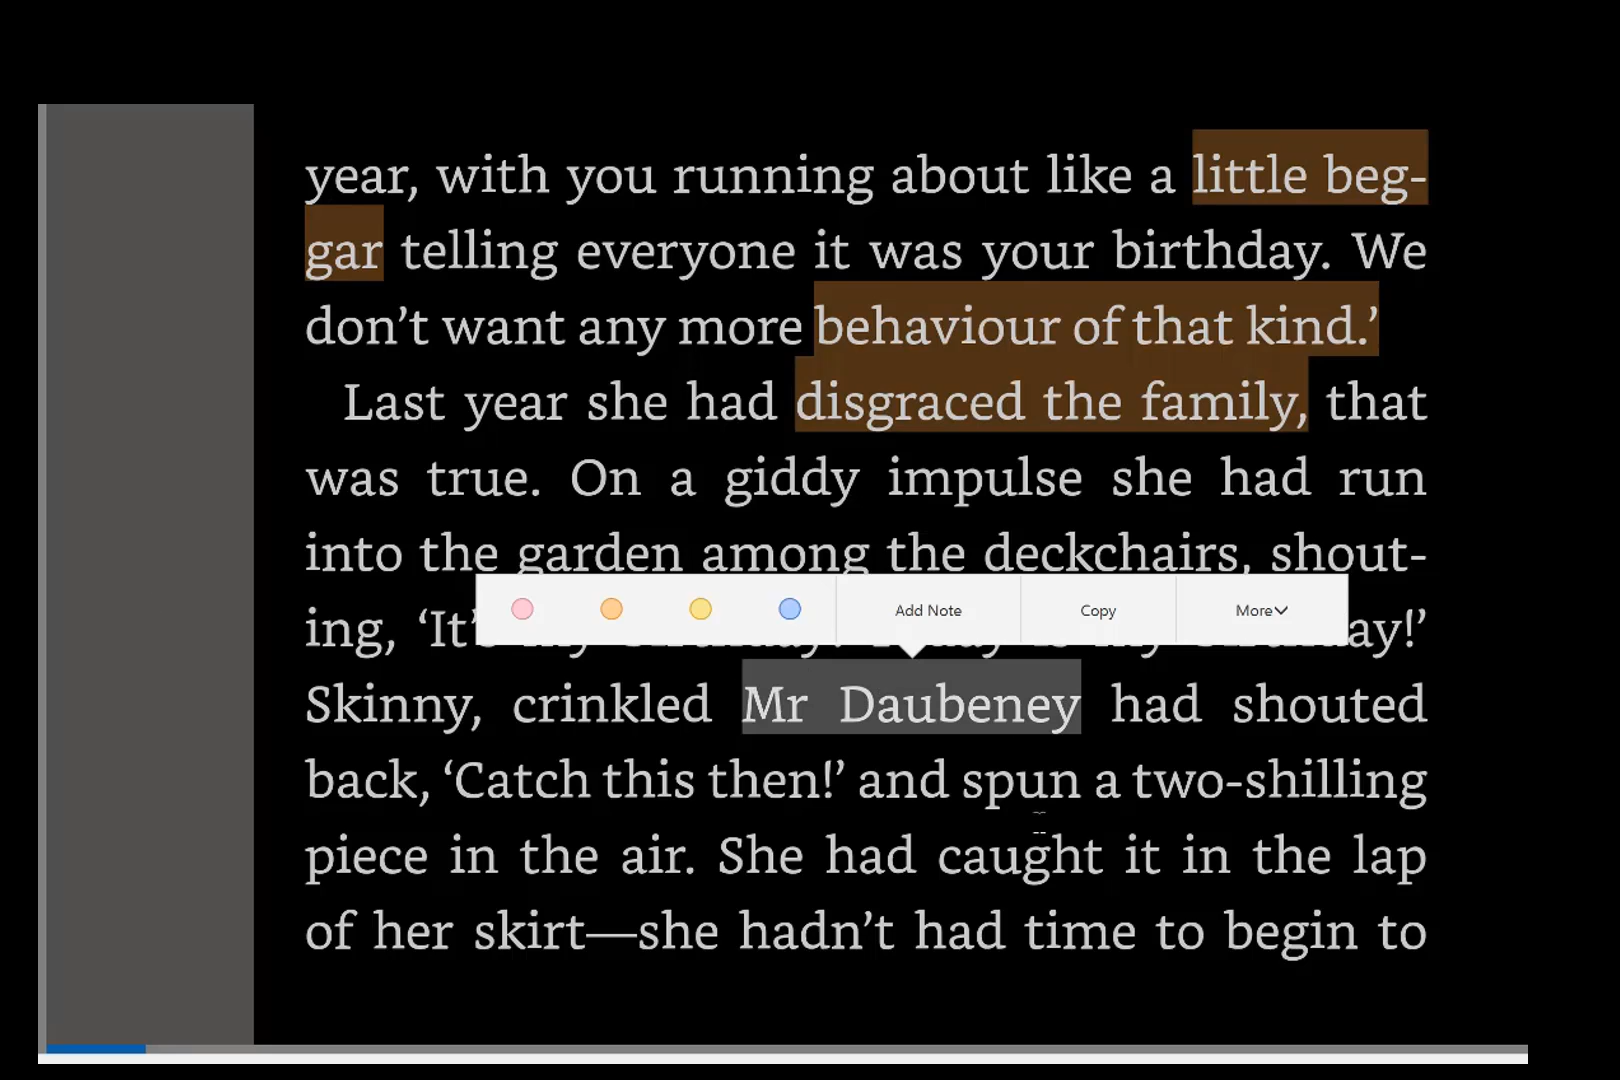 year, with you running about like a little beg-
gar telling everyone it was your birthday. We
don’t want any more behaviour of that kind.’
Last year she had disgraced the family, that
was true. On a giddy impulse she had run
into the garden among the deckchairs, shout-
Add Note Copy More
ing, ‘It’ ay!’
Skinny, crinkled Mr Daubeney had shouted
back, ‘Catch this then!’ and spun a two-shilling
piece in the air. She had caught it in the lap
of her skirt—she hadn’t had time to begin to